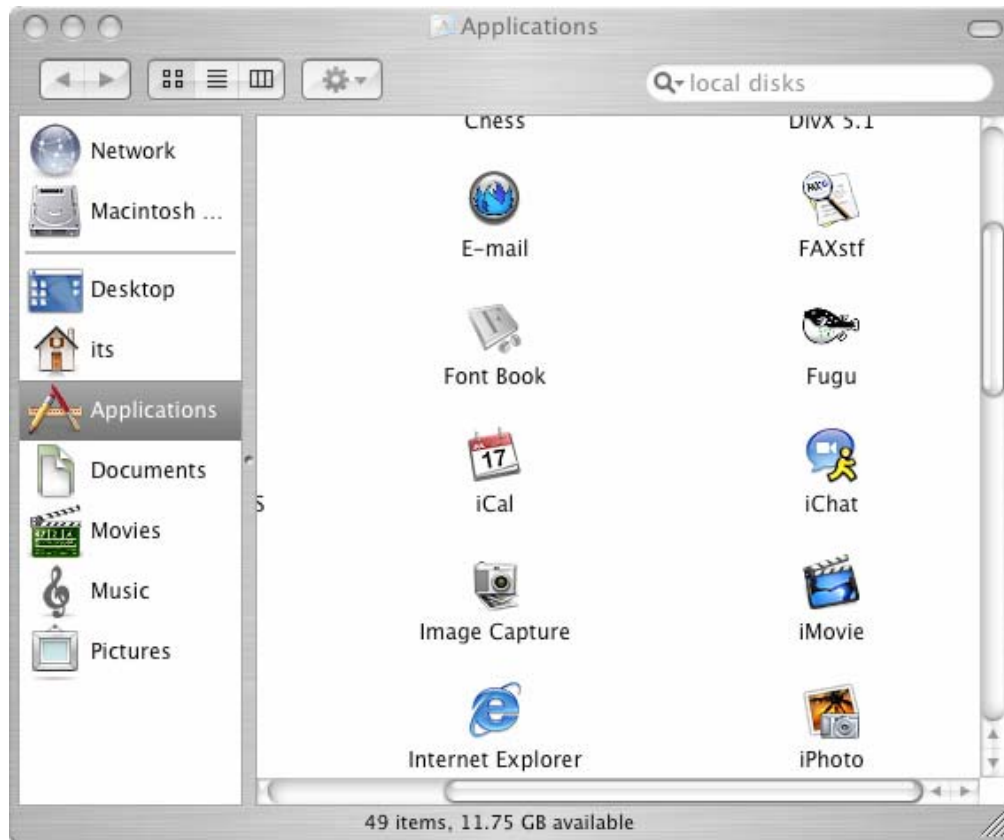 Applications
local disks
Network
Macintosh ...
Desktop
its
Applications
Documents
Movies
Music
Pictures
Chess
DivX 5.1
E-mail
FAXstf
Font Book
Fugu
S
17
iCal
iChat
Image Capture
iMovie
Internet Explorer
iPhoto
49 items, 11.75 GB available